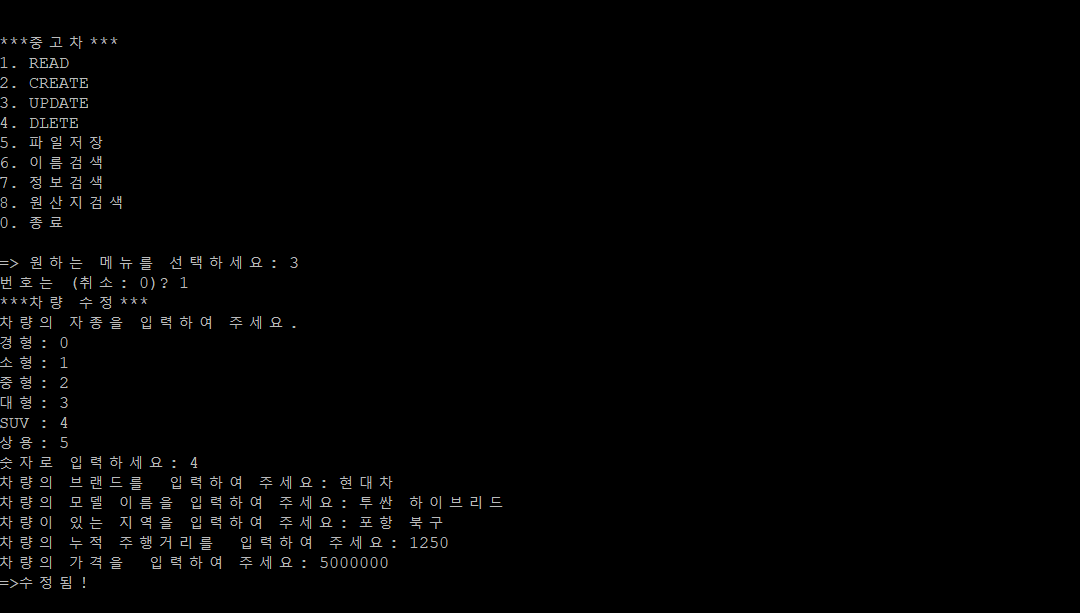 ***중고차***
1. READ
2. CREATE
3. UPDATE
4. DLETE
5. 파일저장
6. 이름검색
7. 정보검색
8. 원산지검색
0. 종료
=> 원하는 메뉴를 선택하세요: 3
번호는 (취소: 0)? 1
***차량 수정***
차량의 자종을 입력하여 주세요.
경형: 0
소형: 1
중형: 2
대형: 3
SUV : 4
상용: 5
숫자로 입력하세요: 4
차량의 브랜드를 입력하여 주세요: 현대차
차량의 모델 이름을 입력하여 주세요: 투싼 하이브리드
차량이 있는 지역을 입력하여 주세요: 포항 북구
차량의 누적 주행거리를 입력하여 주세요: 1250
차량의 가격을 입력하여 주세요: 5000000
=>수정됨!